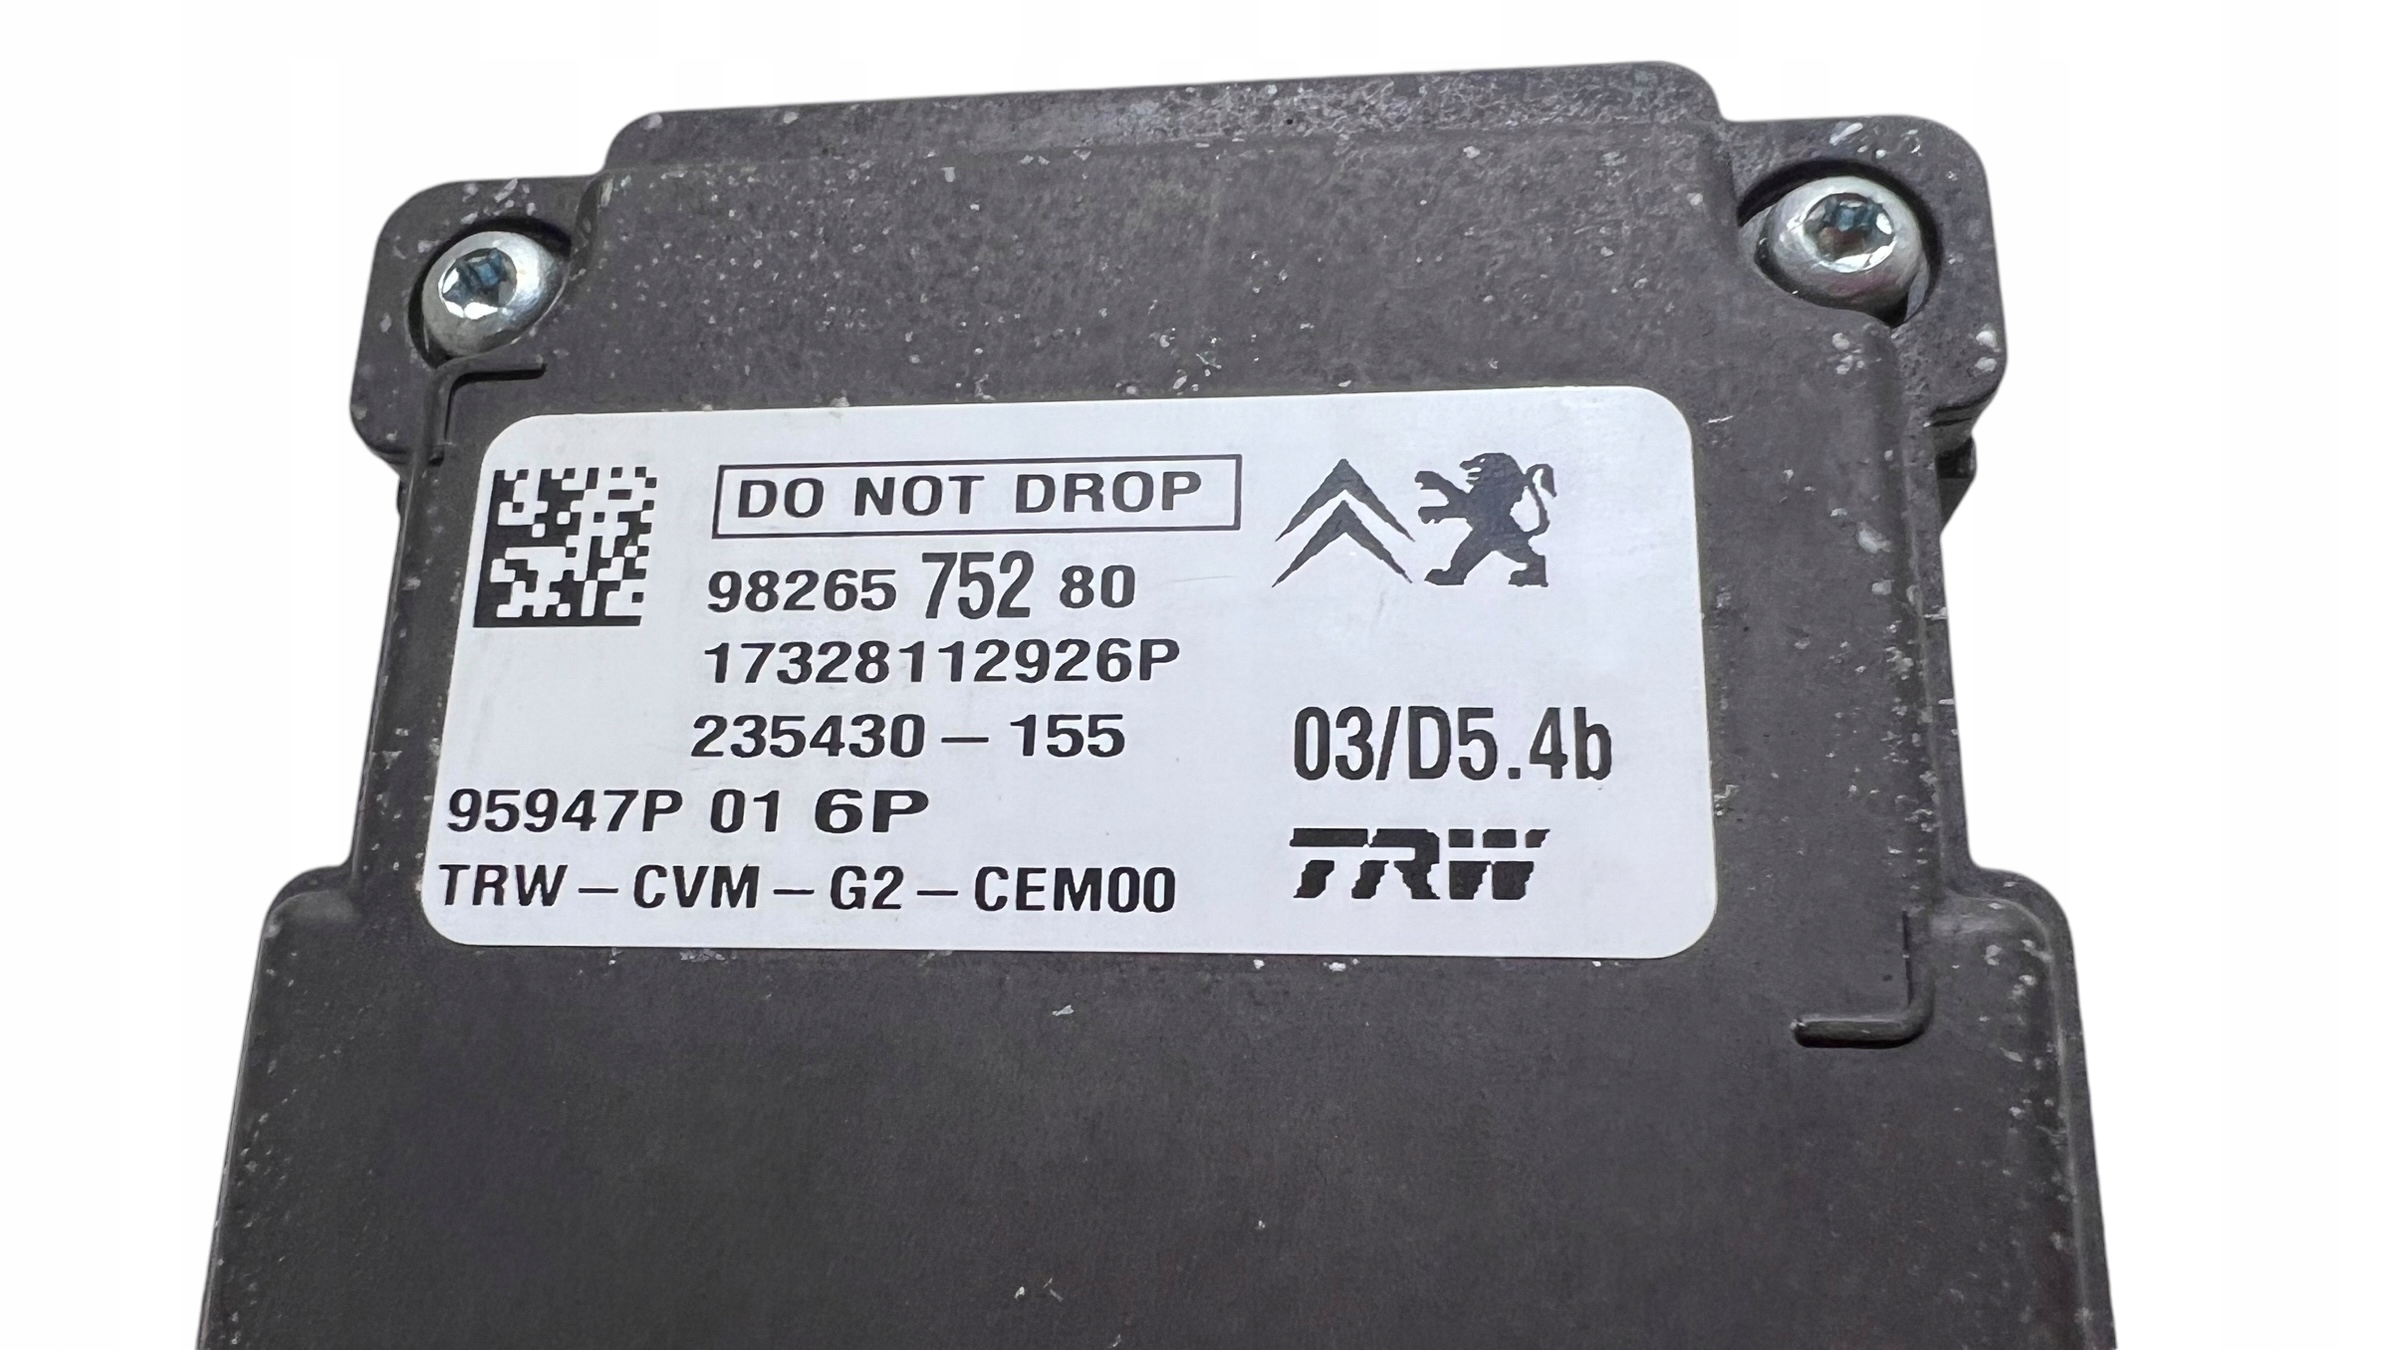 DO NOT DROP
98265 752 80
17328112926P
235430-155
03/D5.4b
95947P 01 6P
TRW-CVM-G2-CEM00
TRW